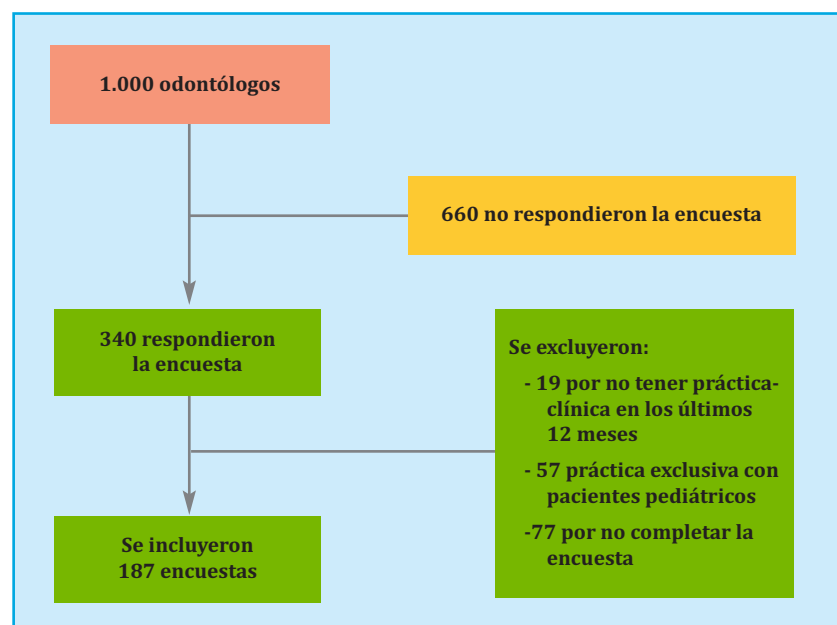 1.000 odontólogos
660 no respondieron la encuesta
340 respondieron
la encuesta
Se excluyeron:
- 19 por no tener práctica-
clínica en los últimos
12 meses
- 57 práctica exclusiva con
pacientes pediátricos
-77 por no completar la
encuesta
Se incluyeron
187 encuestas